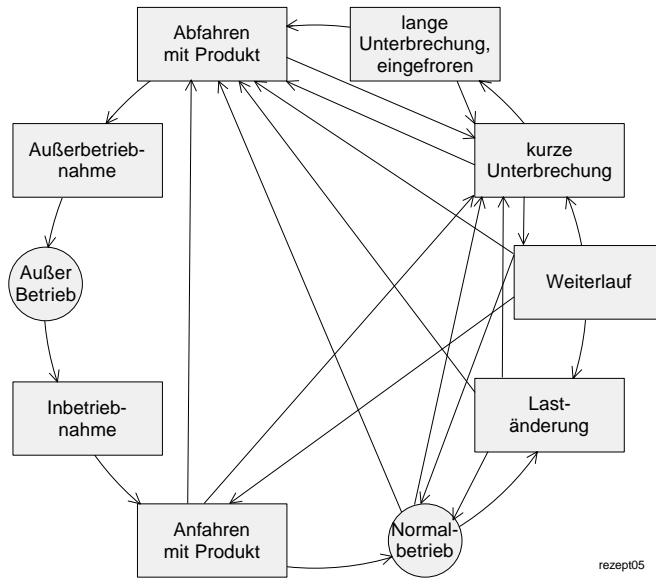 Abfahren
mit Produkt
lange
Unterbrechung,
eingefroren
Außerbetrieb-
nahme
kurze
Unterbrechung
Außer
Betrieb
Weiterlauf
Inbetrieb-
nahme
Last-
änderung
Anfahren
mit Produkt
Normal-
betrieb
rezept05